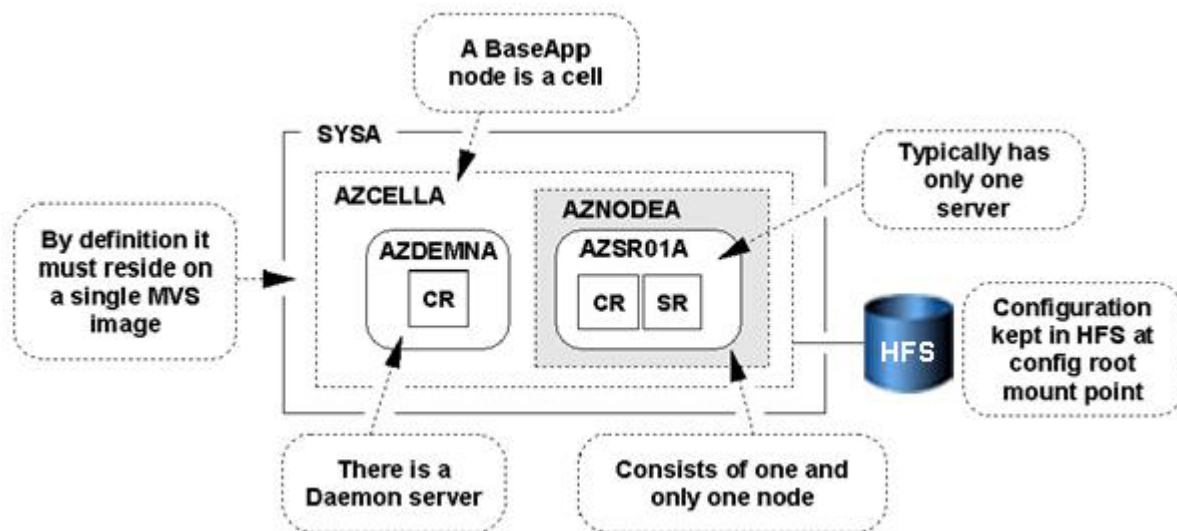 A BaseApp
node is a cell
SYSA
Typically has
only one
server
AZCELLA
AZNODEA
By definition it
must reside on
a single MVS
image
AZDEMNA
CR
AZSR01A
CR SR
HFS
Configuration
kept in HFS at
config root
mount point
There is a
Daemon server
Consists of one and
only one node